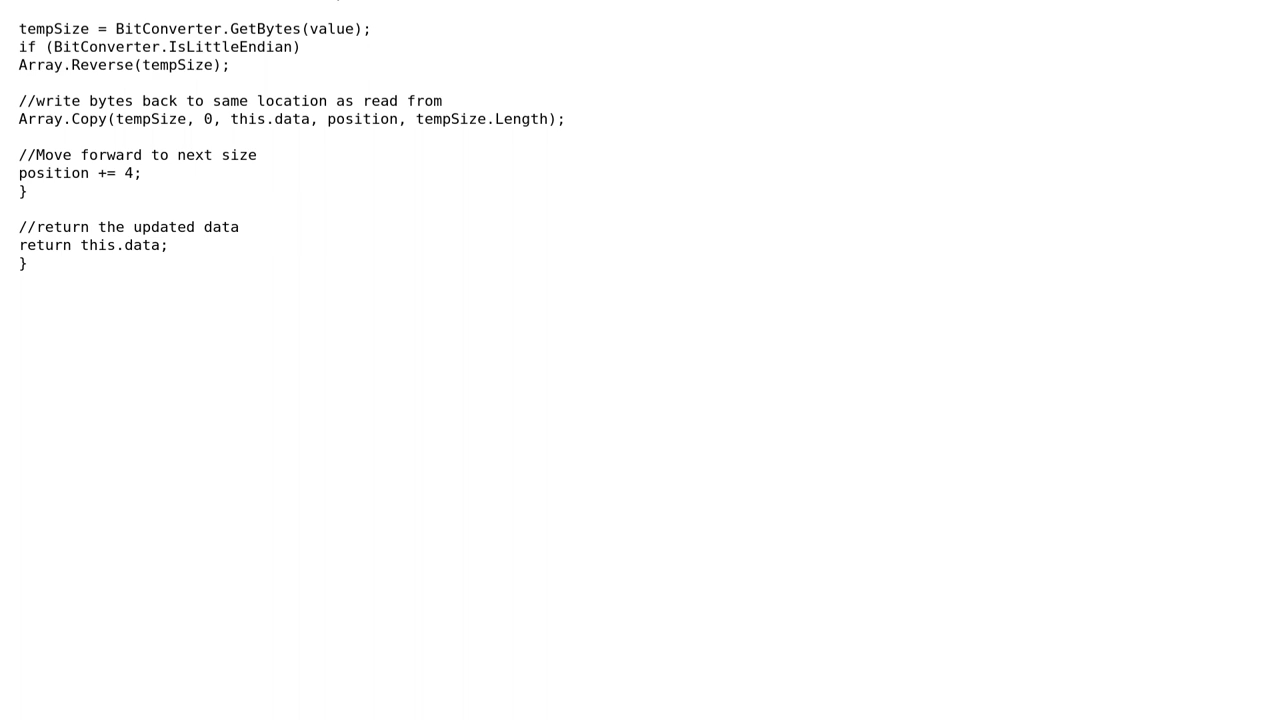 tempSize = BitConverter.GetBytes(value);
if (BitConverter.IsLittleEndian)
Array.Reverse(tempSize);

//write bytes back to same location as read from
Array.Copy(tempSize, 0, this.data, position, tempSize.Length);

//Move forward to next size
position += 4;
}

//return the updated data
return this.data;
}